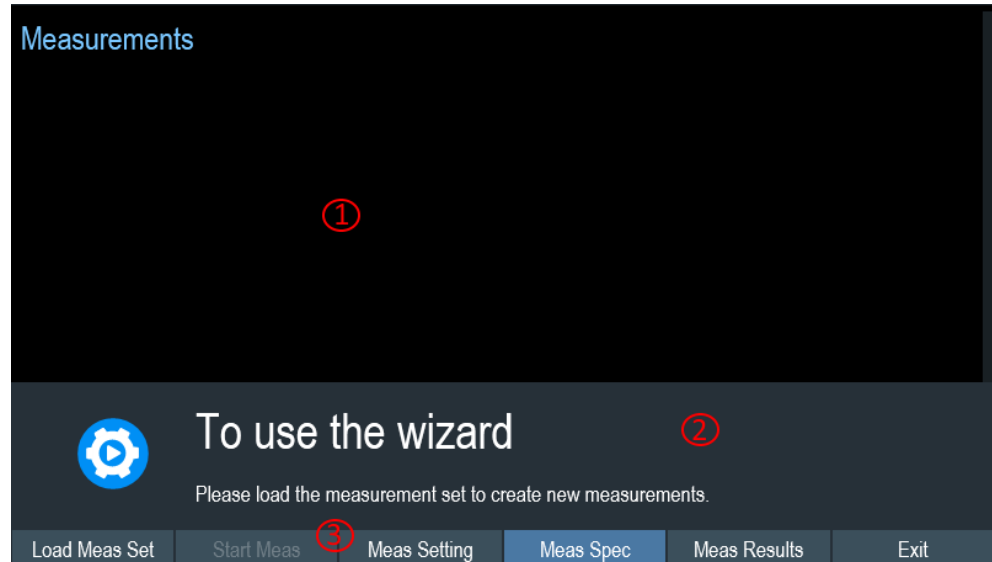 Measurements
①
To use the wizard
②
Please load the measurement set to create new measurements.
③
Load Meas Set Start Meas Meas Setting Meas Spec Meas Results Exit